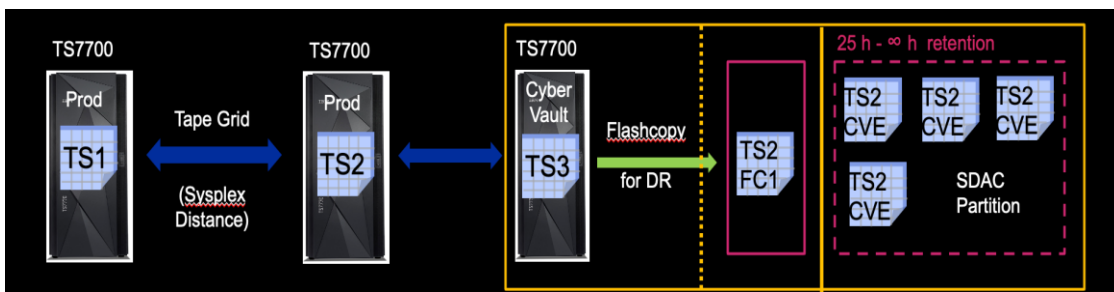 TS7700
Prod
TS1
Tape Grid
(Sysplex
Distance)
TS7700
Prod
TS2
TS7700
Cyber
Vault
TS3
Flashcopy
for DR
TS2
FC1
25 h - ∞ h retention
TS2
CVE
TS2
CVE
TS2
CVE
TS2
CVE
SDAC
Partition